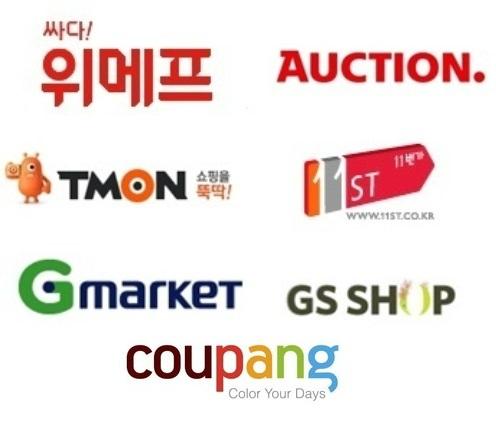 싸다!
위메프
AUCTION.
TMON 쇼핑을
뚝딱!
11ST 11번가
WWW.11ST.CO.KR
Gmarket
GS SHOP
coupang
Color Your Days